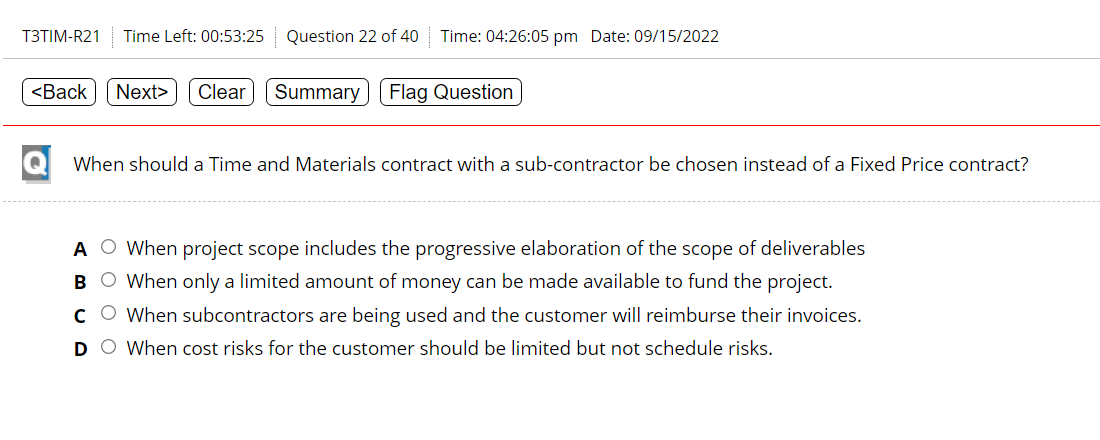 T3TIM-R21 Time Left: 00:53:25 Question 22 of 40 Time: 04:26:05 pm Date: 09/15/2022
<Back Next> Clear Summary Flag Question
Q When should a Time and Materials contract with a sub-contractor be chosen instead of a Fixed Price contract?
A When project scope includes the progressive elaboration of the scope of deliverables
B When only a limited amount of money can be made available to fund the project.
C When subcontractors are being used and the customer will reimburse their invoices.
D When cost risks for the customer should be limited but not schedule risks.